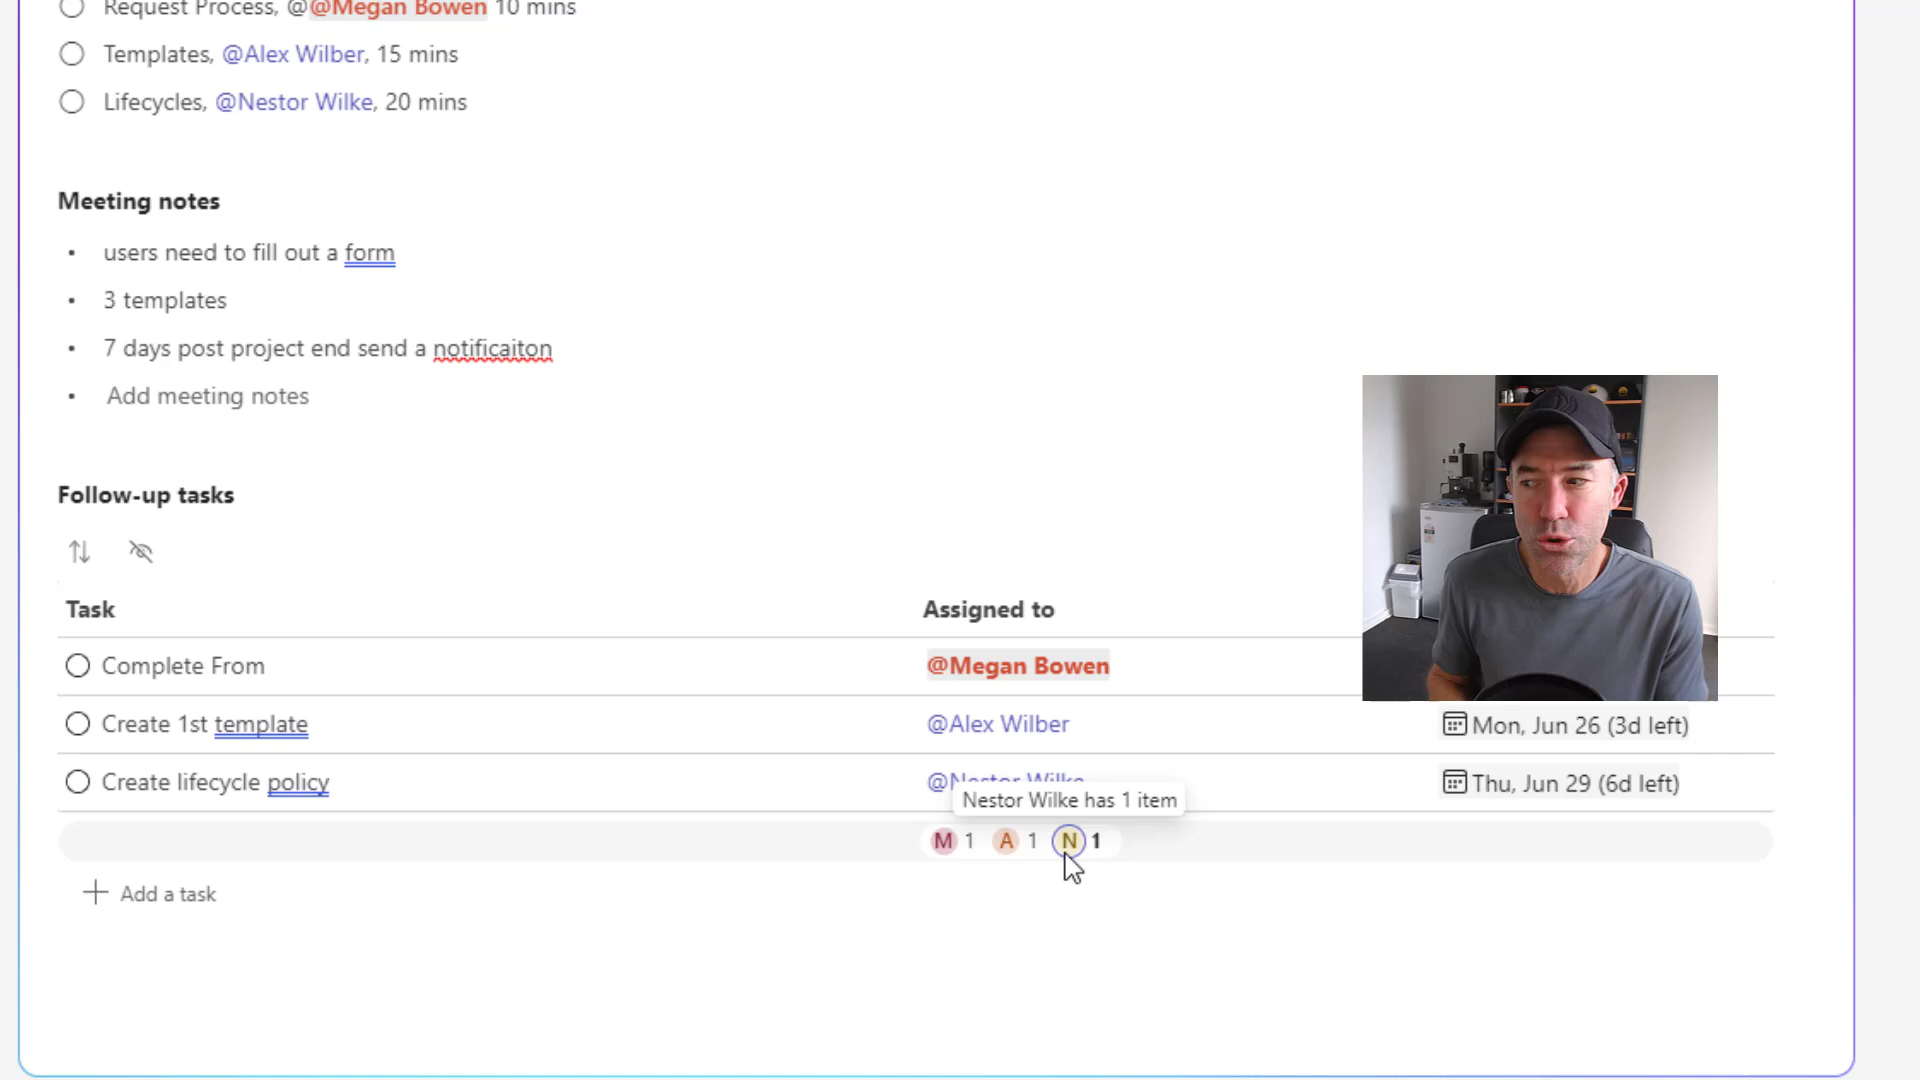 Request Process, @@Megan Bowen 10 mins
Templates, @Alex Wilber, 15 mins
Lifecycles, @Nestor Wilke, 20 mins
Meeting notes
• users need to fill out a form
• 3 templates
• 7 days post project end send a notificaiton
• Add meeting notes
Follow-up tasks
Task Assigned to
Complete From @Megan Bowen
Create 1st template @Alex Wilber Mon, Jun 26 (3d left)
Create lifecycle policy @Nestor Wilke Thu, Jun 29 (6d left)
Nestor Wilke has 1 item
M 1 A 1 N 1
Add a task